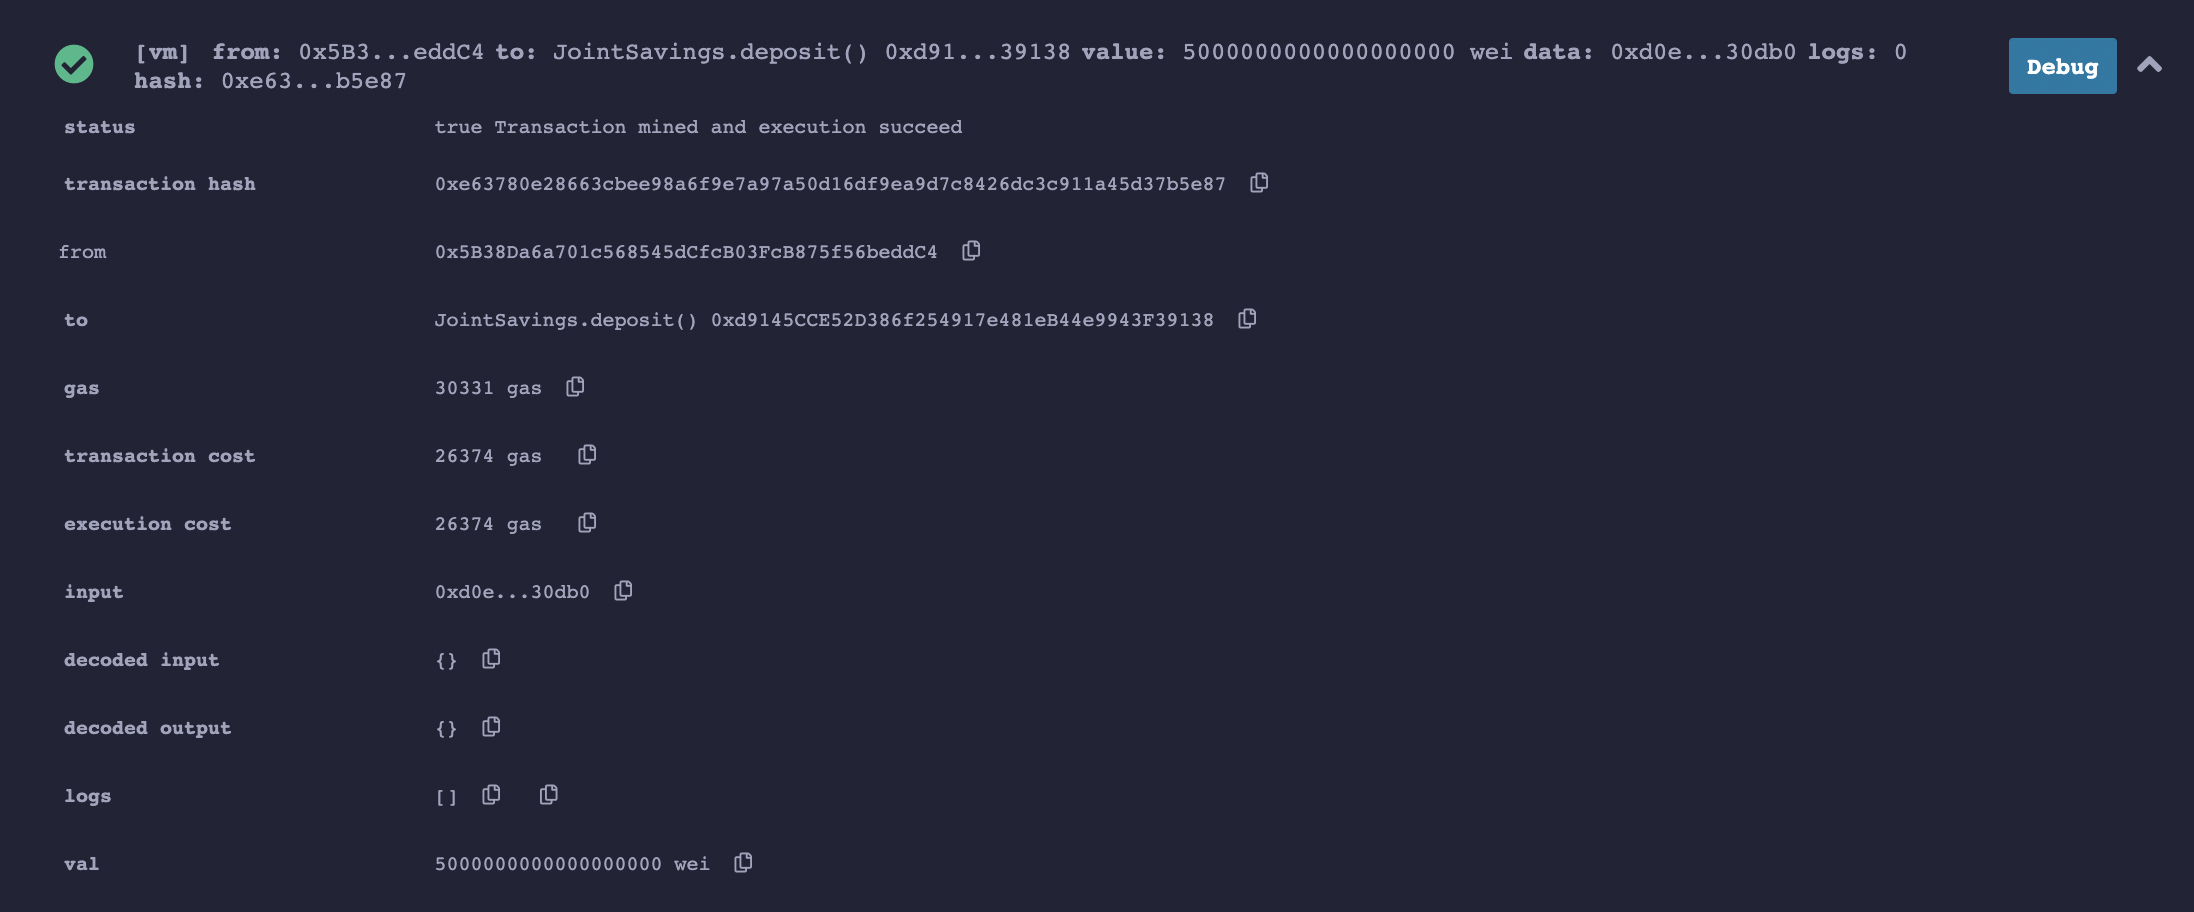 [vm] from: 0x5B3...eddC4 to: JointSavings.deposit() 0xd91...39138 value: 5000000000000000000 wei data: 0xd0e...30db0 logs: 0
hash: 0xe63...b5e87
Debug
status true Transaction mined and execution succeed
transaction hash 0xe63780e28663cbee98a6f9e7a97a50d16df9ea9d7c8426dc3c911a45d37b5e87
from 0x5B38Da6a701c568545dCfcB03FcB875f56beddC4
to JointSavings.deposit() 0xd9145CCE52D386f254917e481eB44e9943F39138
gas 30331 gas
transaction cost 26374 gas
execution cost 26374 gas
input 0xd0e...30db0
decoded input {}
decoded output {}
logs []
val 5000000000000000000 wei